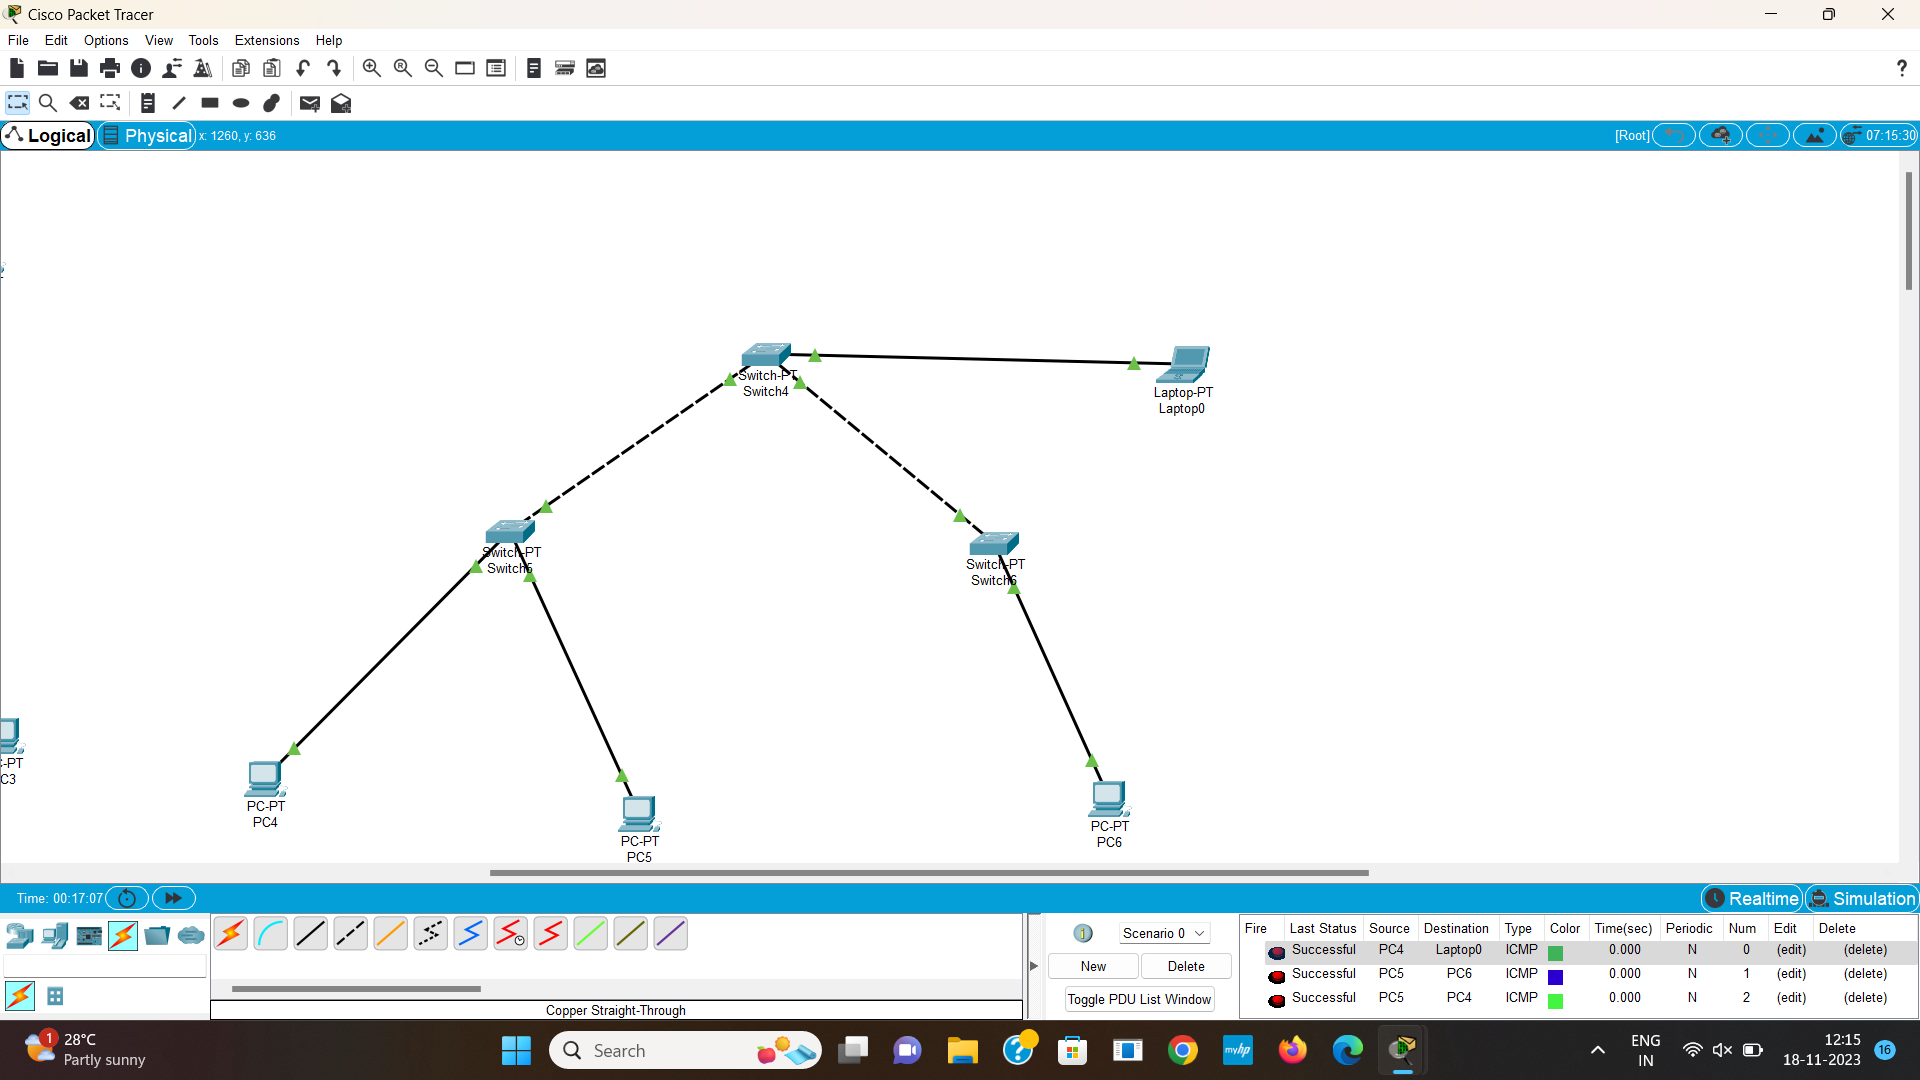 Cisco Packet Tracer
File Edit Options View Tools Extensions Help
?
Logical Physical x: 1260, y: 636 [Root] 07:15:30
Switch-PT
Switch4
Laptop-PT
Laptop0
Switch-PT
Switch5
Switch-PT
Switch6
C-PT
C3
PC-PT
PC4
PC-PT
PC5
PC-PT
PC6
Time: 00:17:07 Realtime Simulation
Scenario 0
New Delete
Toggle PDU List Window
Copper Straight-Through
Fire Last Status Source Destination Type Color Time(sec) Periodic Num Edit Delete
Successful PC4 Laptop0 ICMP 0.000 N 0 (edit) (delete)
Successful PC5 PC6 ICMP 0.000 N 1 (edit) (delete)
Successful PC5 PC4 ICMP 0.000 N 2 (edit) (delete)
1
28°C
Partly sunny
Search
myhp
ENG
IN
12:15
18-11-2023
16